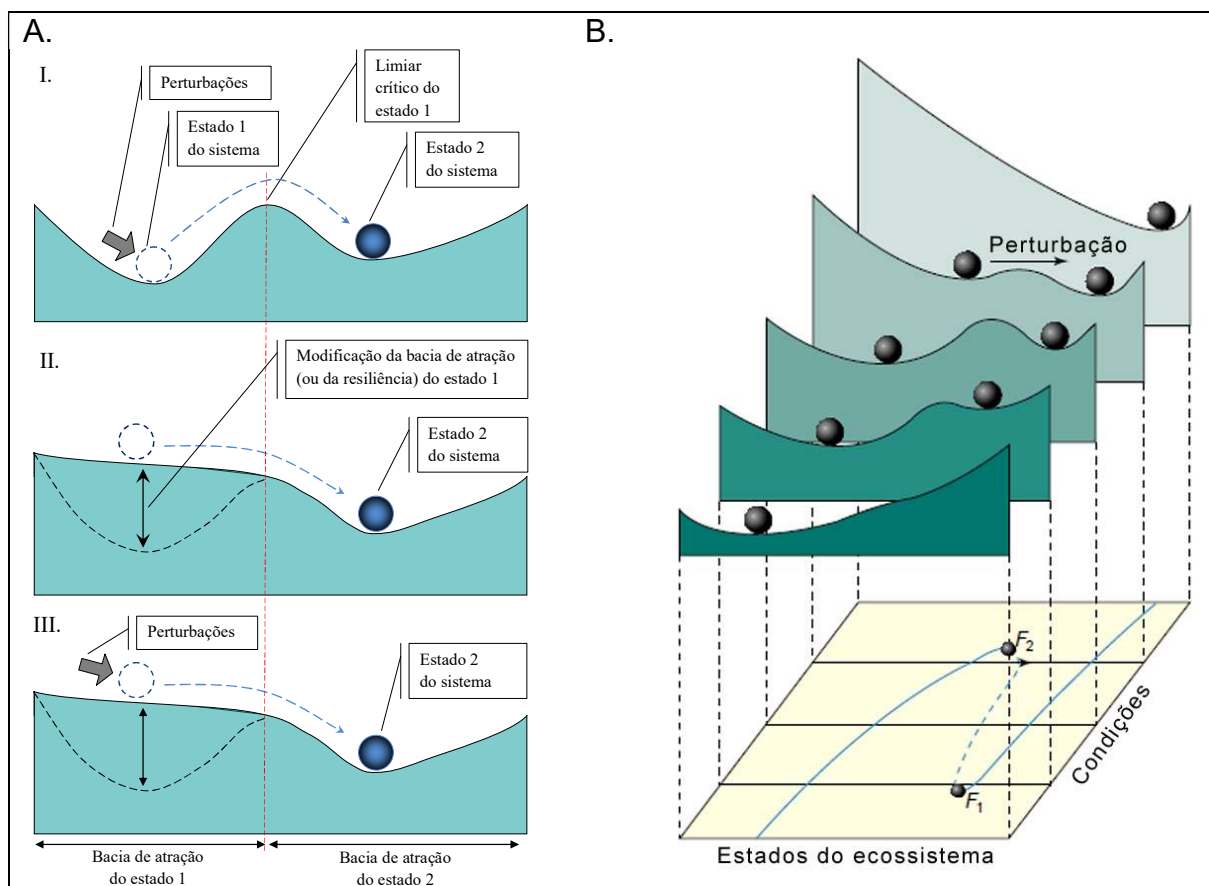 A.
I.
Perturbações
Estado 1
do sistema
Limiar
crítico do
estado 1
Estado 2
do sistema
II.
Modificação da bacia de atração
(ou da resiliência) do estado 1
Estado 2
do sistema
III.
Perturbações
Estado 2
do sistema
Bacia de atração
do estado 1
Bacia de atração
do estado 2
B.
Perturbação
F2
F1
Condições
Estados do ecossistema